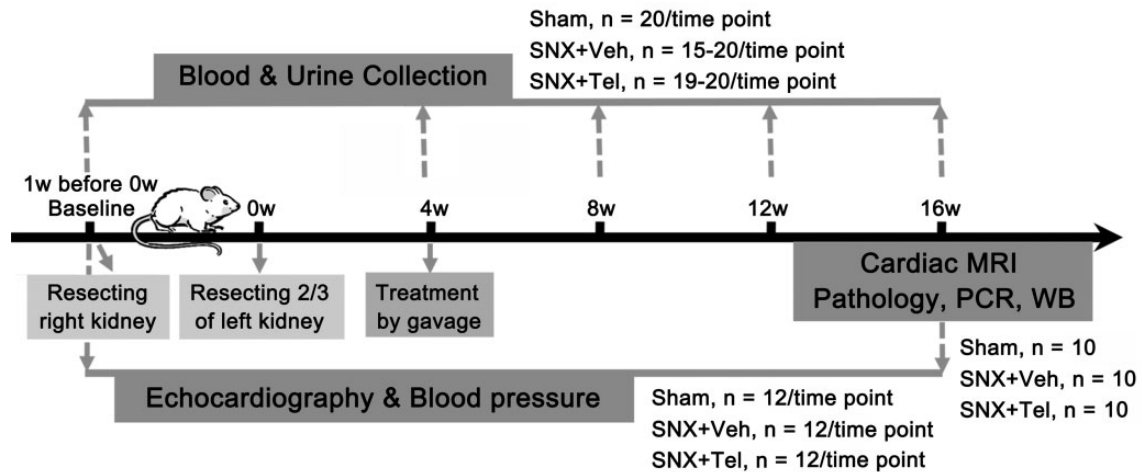 Sham, n = 20/time point
SNX+Veh, n = 15-20/time point
SNX+Tel, n = 19-20/time point
Blood & Urine Collection
1w before 0w
Baseline
0w
4w
8w
12w
16w
Resecting
right kidney
Resecting 2/3
of left kidney
Treatment
by gavage
Cardiac MRI
Pathology, PCR, WB
Echocardiography & Blood pressure
Sham, n = 12/time point
SNX+Veh, n = 12/time point
SNX+Tel, n = 12/time point
Sham, n = 10
SNX+Veh, n = 10
SNX+Tel, n = 10